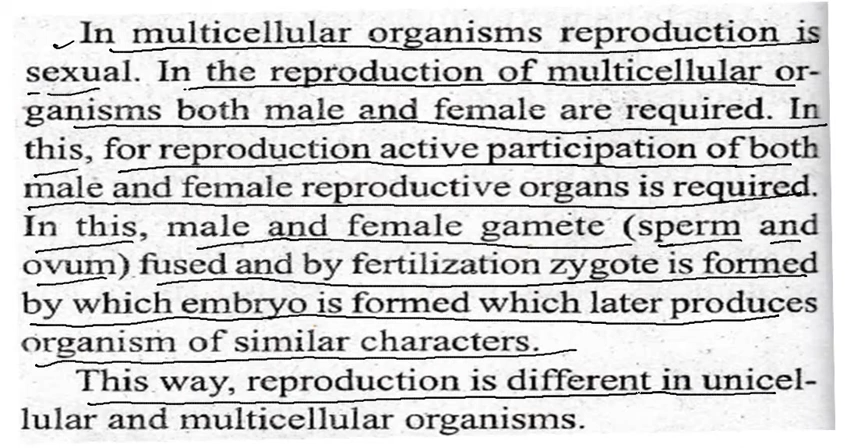 In multicellular organisms reproduction is
sexual. In the reproduction of multicellular or-
ganisms both male and female are required. In
this, for reproduction active participation of both
male and female reproductive organs is required.
In this, male and female gamete (sperm and
ovum) fused and by fertilization zygote is formed
by which embryo is formed which later produces
organism of similar characters.
This way, reproduction is different in unicel-
lular and multicellular organisms.